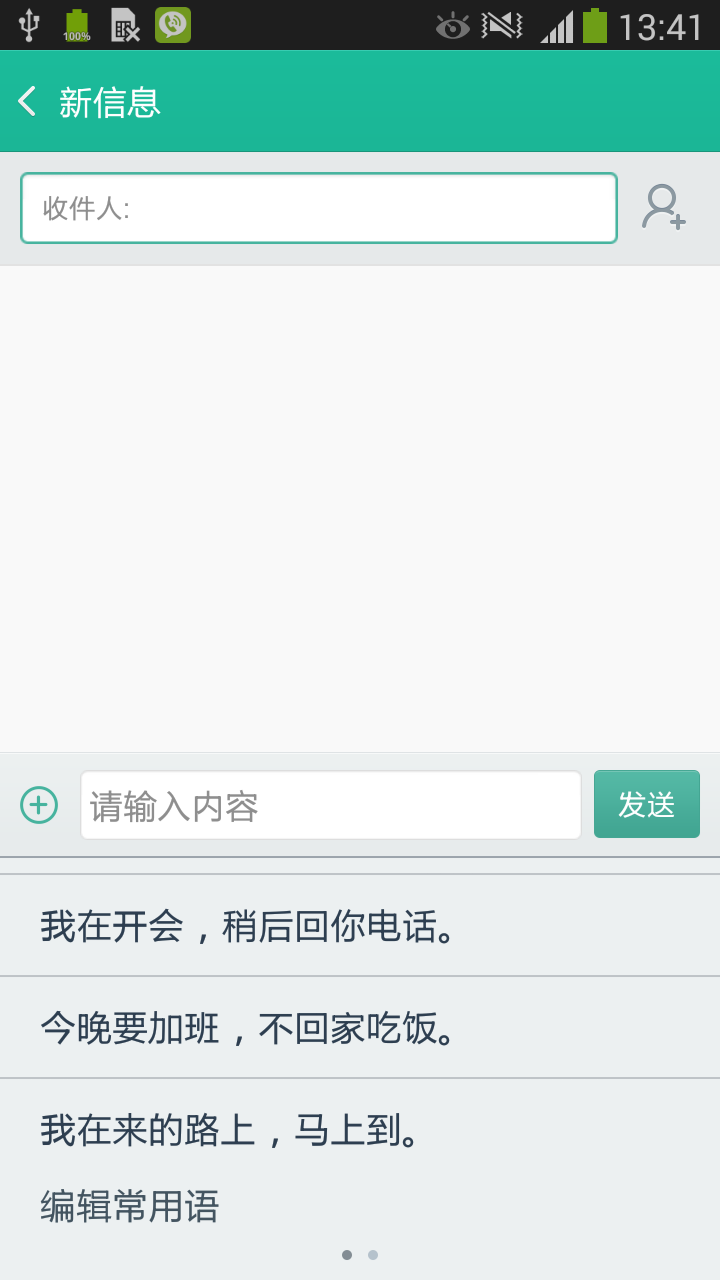 100%
13:41
新信息
收件人:
请输入内容
发送
我在开会，稍后回你电话。
今晚要加班，不回家吃饭。
我在来的路上，马上到。
编辑常用语